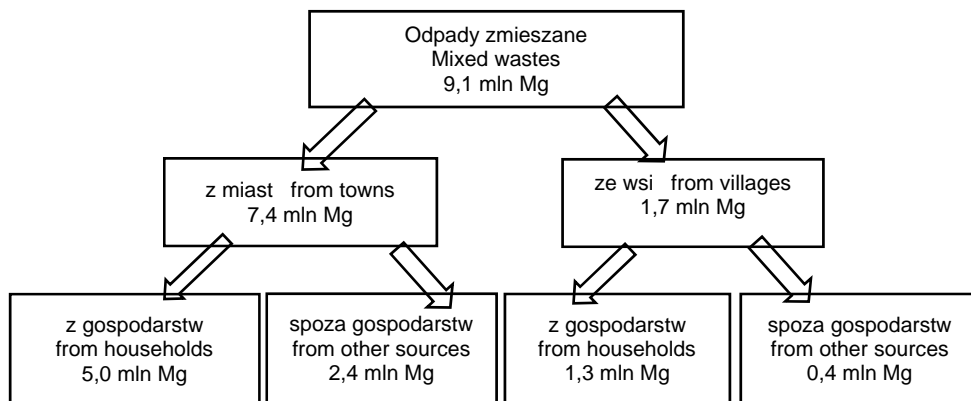 Odpady zmieszane
Mixed wastes
9,1 mln Mg
z miast from towns
7,4 mln Mg
ze wsi from villages
1,7 mln Mg
z gospodarstw
from households
5,0 mln Mg
spoza gospodarstw
from other sources
2,4 mln Mg
z gospodarstw
from households
1,3 mln Mg
spoza gospodarstw
from other sources
0,4 mln Mg